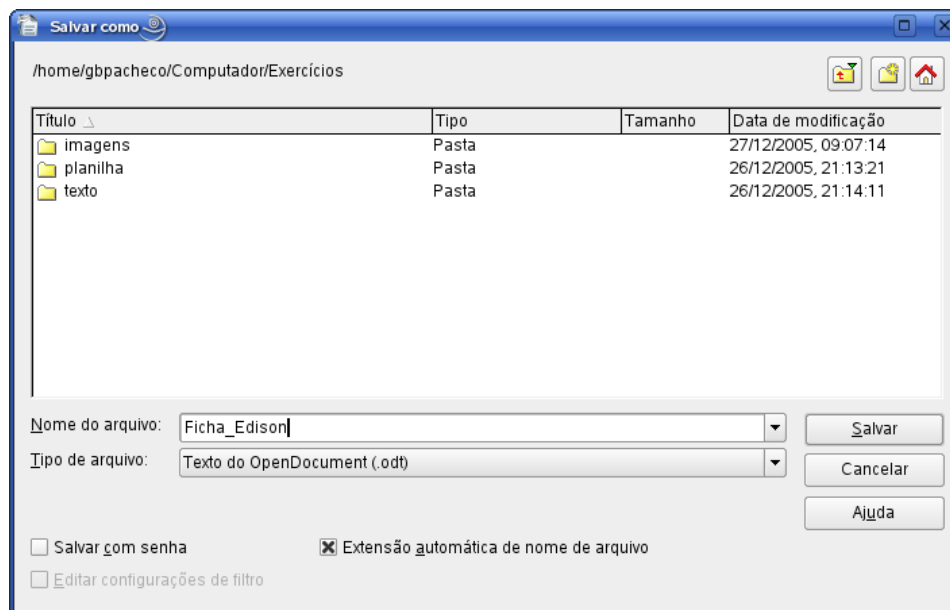 Salvar como
/home/gbpacheco/Computador/Exercícios
Título Tipo Tamanho Data de modificação
imagens Pasta 27/12/2005, 09:07:14
planilha Pasta 26/12/2005, 21:13:21
texto Pasta 26/12/2005, 21:14:11
Nome do arquivo: Ficha_Edison Salvar
Tipo de arquivo: Texto do OpenDocument (.odt) Cancelar
Ajuda
Salvar com senha Extensão automática de nome de arquivo
Editar configurações de filtro